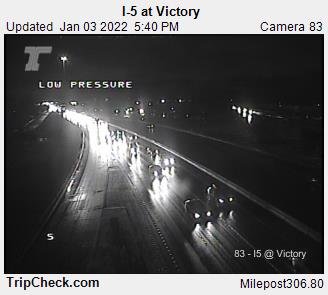 I-5 at Victory
Updated Jan 03 2022 5:40 PM Camera 83
T
LOW PRESSURE
S
83 - I5 @ Victory
TripCheck.com Milepost306.80